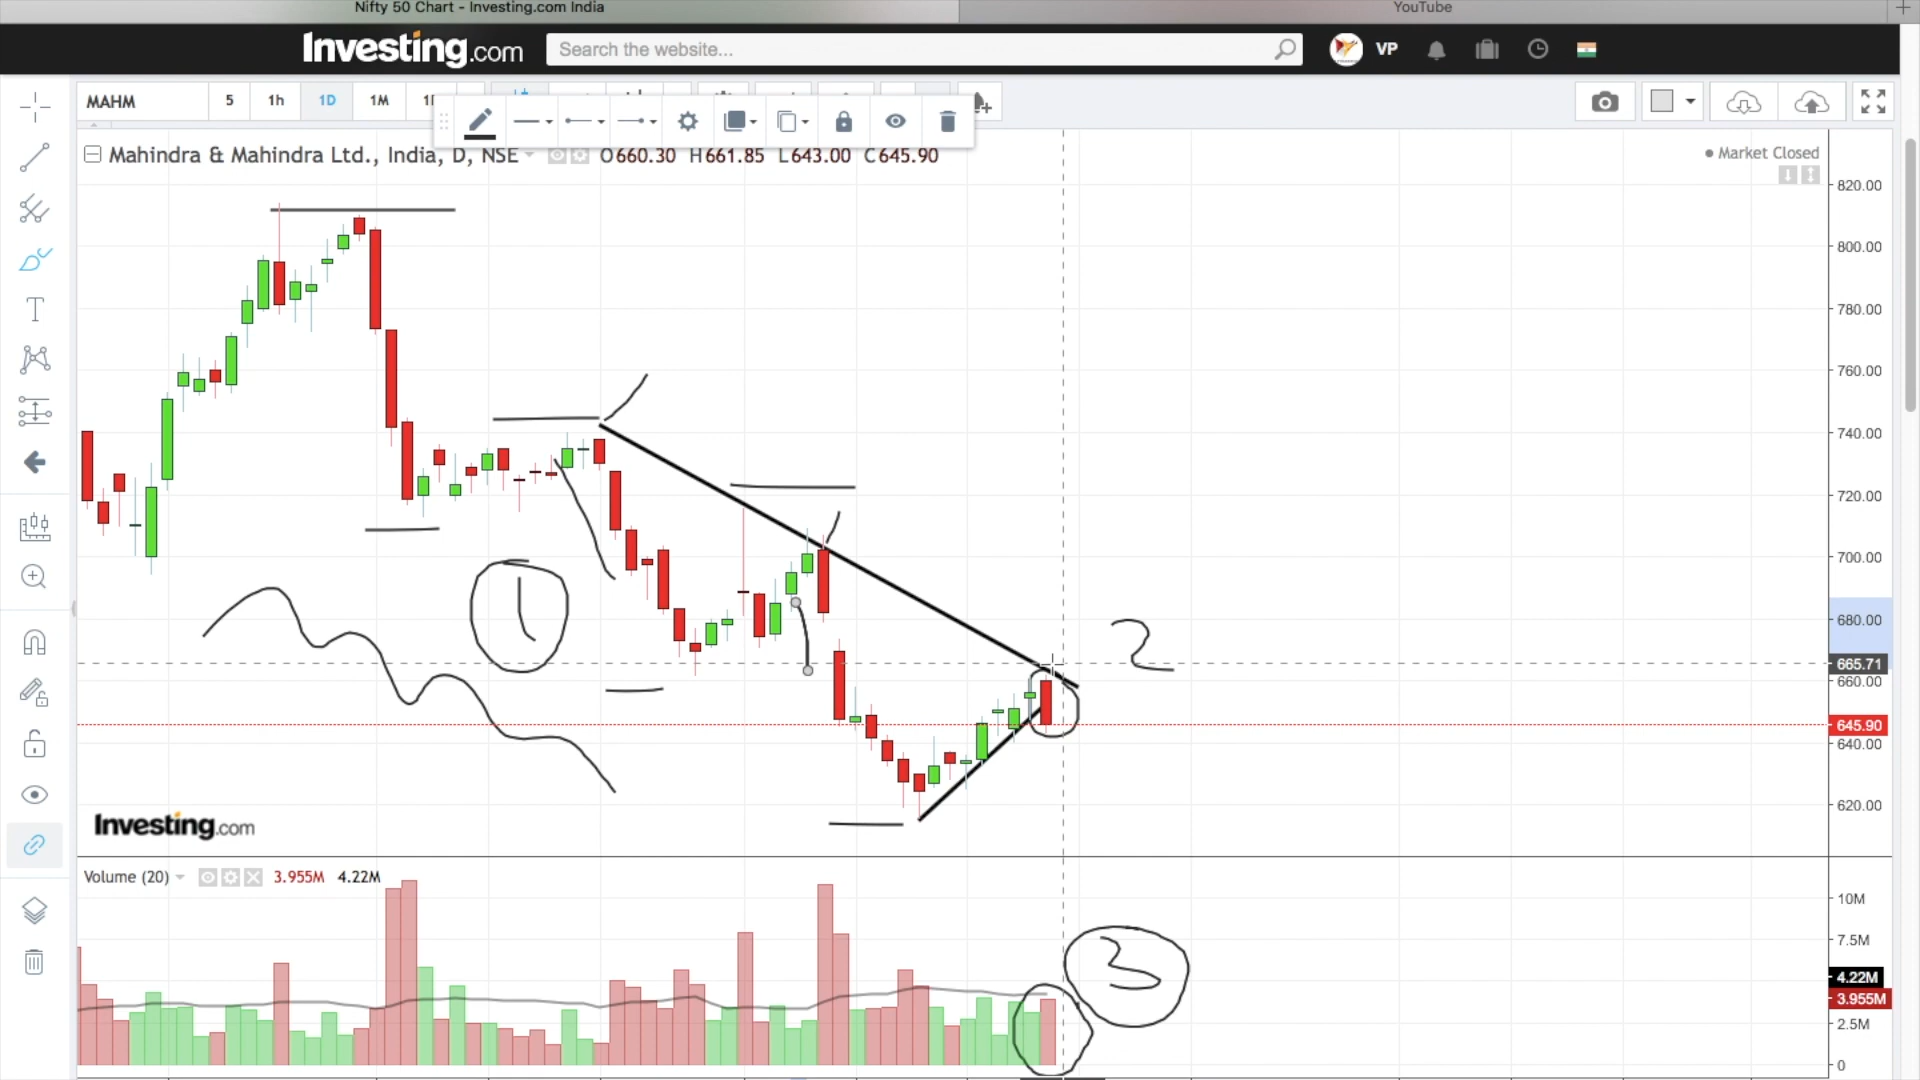 Nifty 50 Chart - Investing.com India
YouTube
Investing.com
Search the website...
VP
MAHM
5
1h
1D
1M
Mahindra & Mahindra Ltd., India, D, NSE
O660.30 H661.85 L643.00 C645.90
Market Closed
820.00
800.00
780.00
760.00
740.00
720.00
700.00
680.00
665.71
660.00
645.90
640.00
620.00
1
2
Investing.com
Volume (20)
3.955M
4.22M
10M
7.5M
4.22M
3.955M
2.5M
0
3